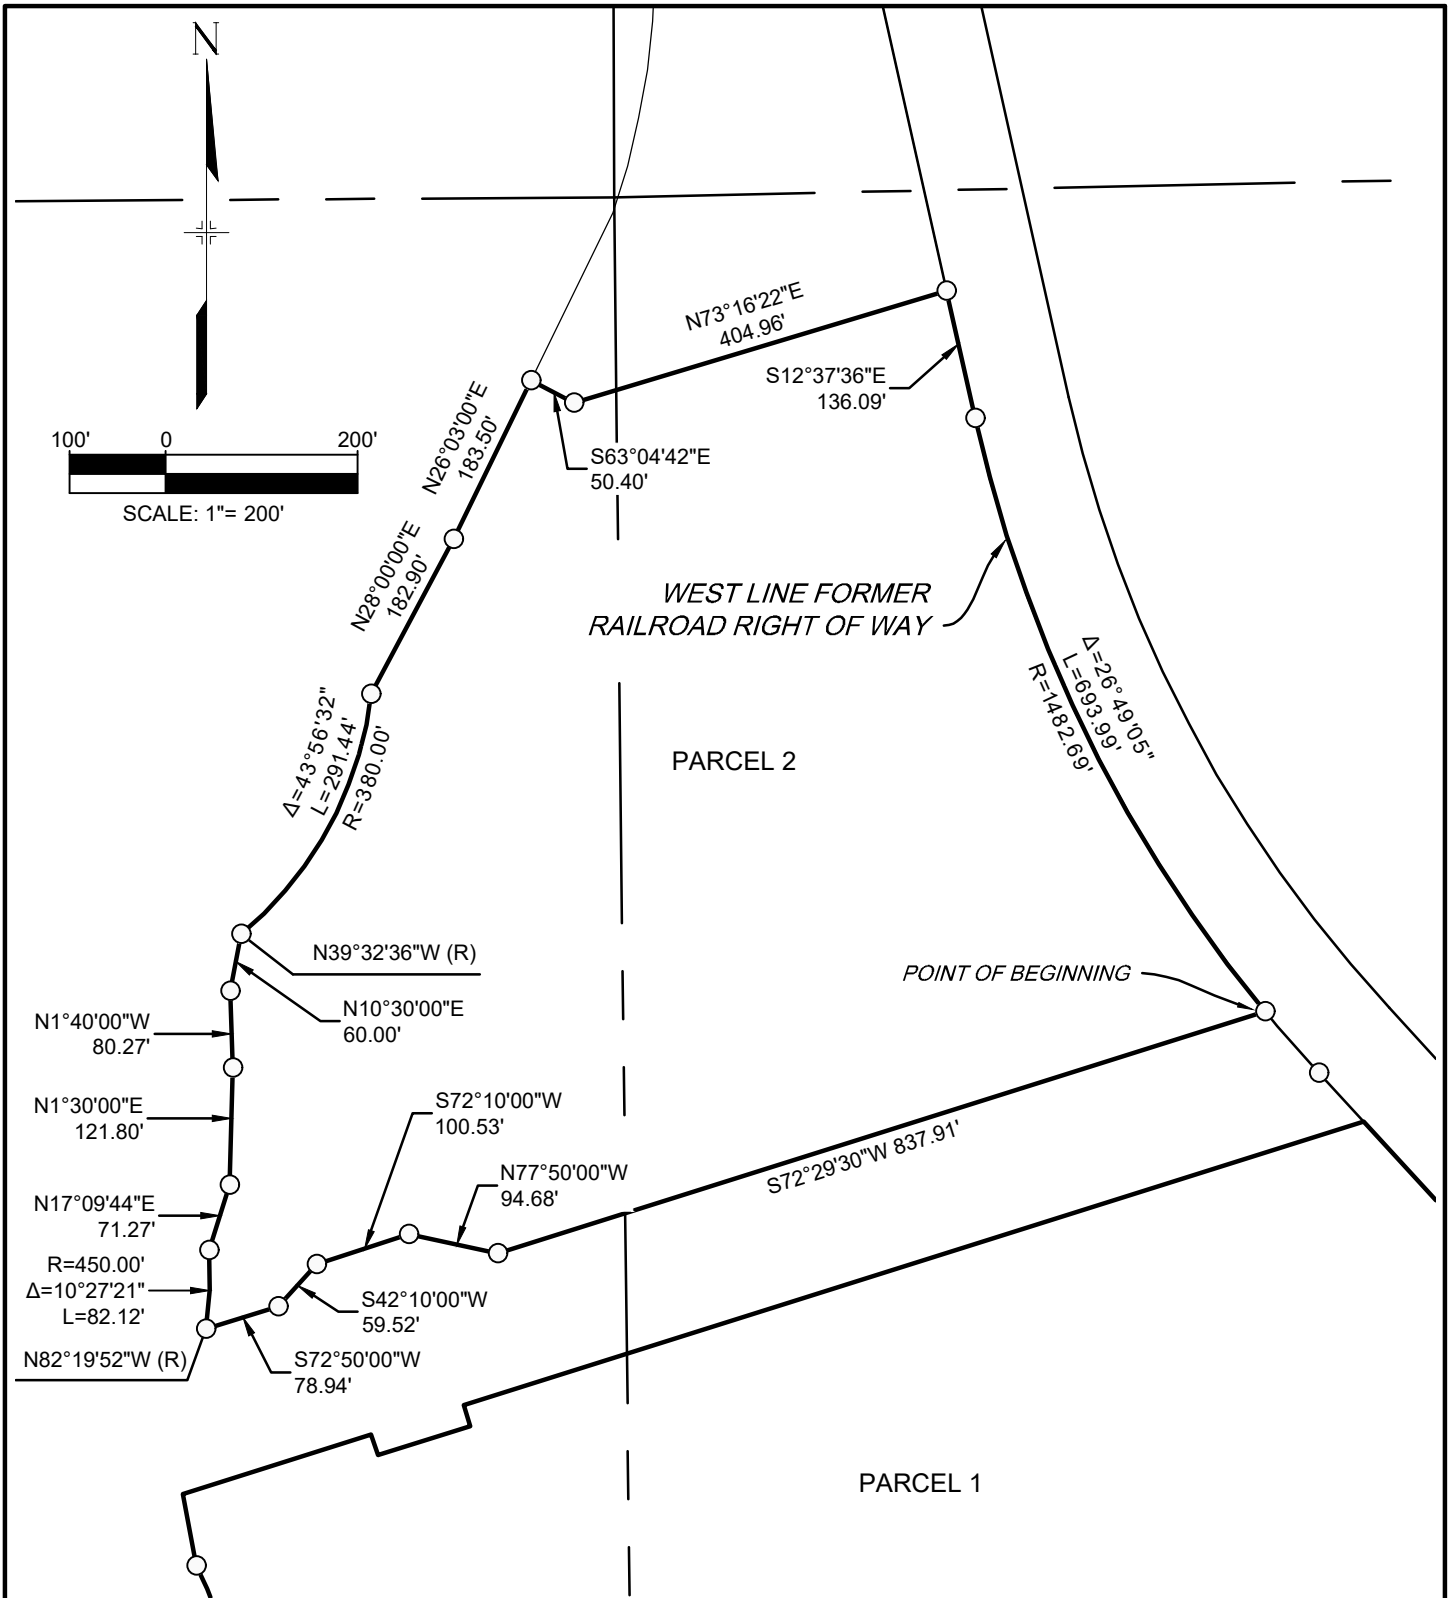 N
100' 0 200'
SCALE: 1"= 200'
N73°16'22"E
404.96'
S12°37'36"E
136.09'
N26°03'00"E
183.50'
S63°04'42"E
50.40'
N28°00'00"E
182.90'
WEST LINE FORMER
RAILROAD RIGHT OF WAY
Δ=26°49'05"
L=693.99'
R=1482.69'
Δ=43°56'32"
L=291.44'
R=380.00'
PARCEL 2
N39°32'36"W (R)
POINT OF BEGINNING
N10°30'00"E
60.00'
N1°40'00"W
80.27'
N1°30'00"E
121.80'
S72°10'00"W
100.53'
N77°50'00"W
94.68'
S72°29'30"W 837.91'
N17°09'44"E
71.27'
R=450.00'
Δ=10°27'21"
L=82.12'
S42°10'00"W
59.52'
N82°19'52"W (R)
S72°50'00"W
78.94'
PARCEL 1